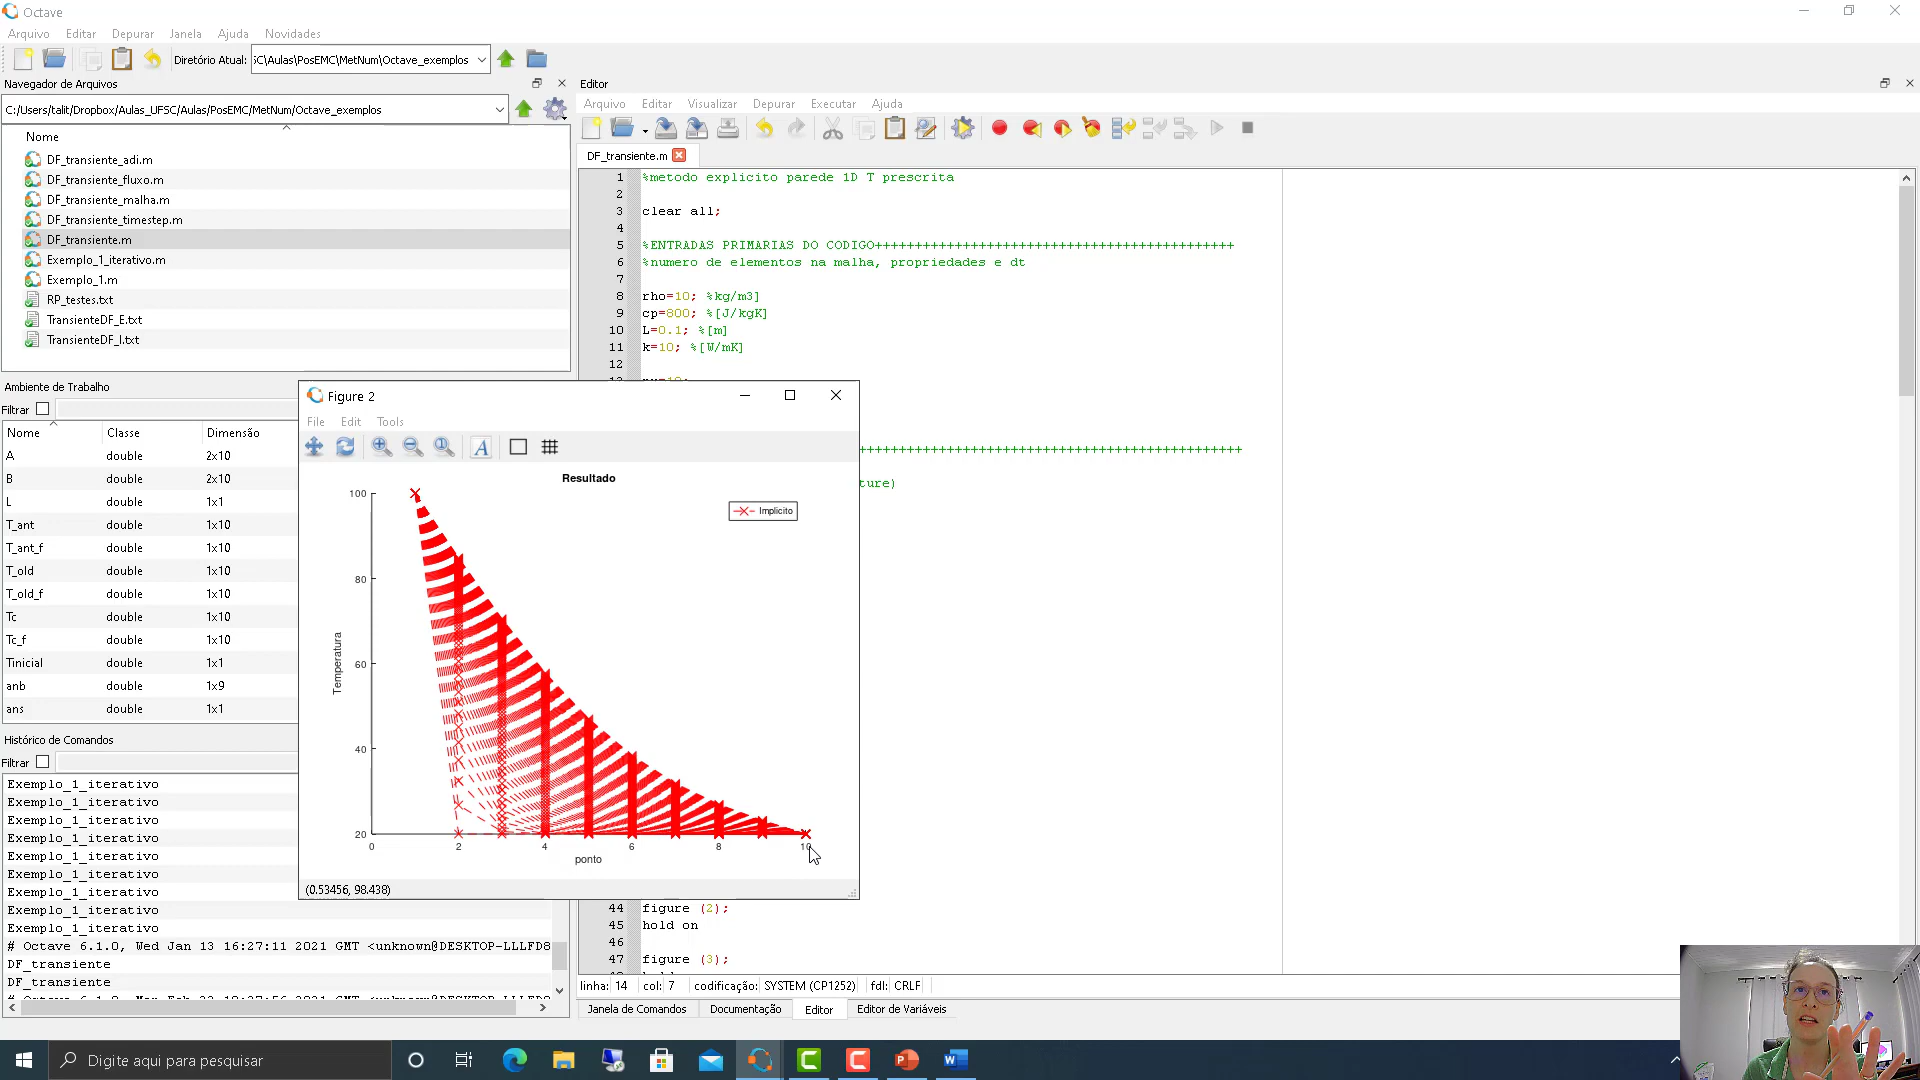 Octave
Arquivo Editar Depurar Janela Ajuda Novidades
Diretório Atual: SC\Aulas\PosEMC\MetNum\Octave_exemplos
Navegador de Arquivos
C:/Users/talit/Dropbox/Aulas_UFSC/Aulas/PosEMC/MetNum/Octave_exemplos
Nome
DF_transiente_adi.m
DF_transiente_fluxo.m
DF_transiente_malha.m
DF_transiente_timestep.m
DF_transiente.m
Exemplo_1_iterativo.m
Exemplo_1.m
RP_testes.txt
TransienteDF_E.txt
TransienteDF_I.txt
Ambiente de Trabalho
Filtrar
Nome Classe Dimensão
A double 2x10
B double 2x10
L double 1x1
T_ant double 1x10
T_ant_f double 1x10
T_old double 1x10
T_old_f double 1x10
Tc double 1x10
Tc_f double 1x10
Tinicial double 1x1
anb double 1x9
ans double 1x1
Histórico de Comandos
Filtrar
Exemplo_1_iterativo
Exemplo_1_iterativo
Exemplo_1_iterativo
Exemplo_1_iterativo
Exemplo_1_iterativo
Exemplo_1_iterativo
Exemplo_1_iterativo
Exemplo_1_iterativo
Exemplo_1_iterativo
# Octave 6.1.0, Wed Jan 13 16:27:11 2021 GMT <unknown@DESKTOP-LLLFD8
DF_transiente
DF_transiente
Editor
Arquivo Editar Visualizar Depurar Executar Ajuda
DF_transiente.m
1 %metodo explicito parede 1D T prescrita
2
3 clear all;
4
5 %ENTRADAS PRIMARIAS DO CODIGO++++++++++++++++++++++++++++++++++++++++++++
6 %numero de elementos na malha, propriedades e dt
7
8 rho=10; %kg/m3]
9 cp=800; %[J/kgK]
10 L=0.1; %[m]
11 k=10; %[W/mK]
12
+++++++++++++++++++++++++++++++++++++++++++++++
ture)
44 figure (2);
45 hold on
46
47 figure (3);
linha: 14 col: 7 codificação: SYSTEM (CP1252) fdl: CRLF
Janela de Comandos Documentação Editor Editor de Variáveis
Figure 2
File Edit Tools
Resultado
Implicito
Temperatura
100
80
60
40
20
0 2 4 6 8 10
ponto
(0.53456, 98.438)
Digite aqui para pesquisar